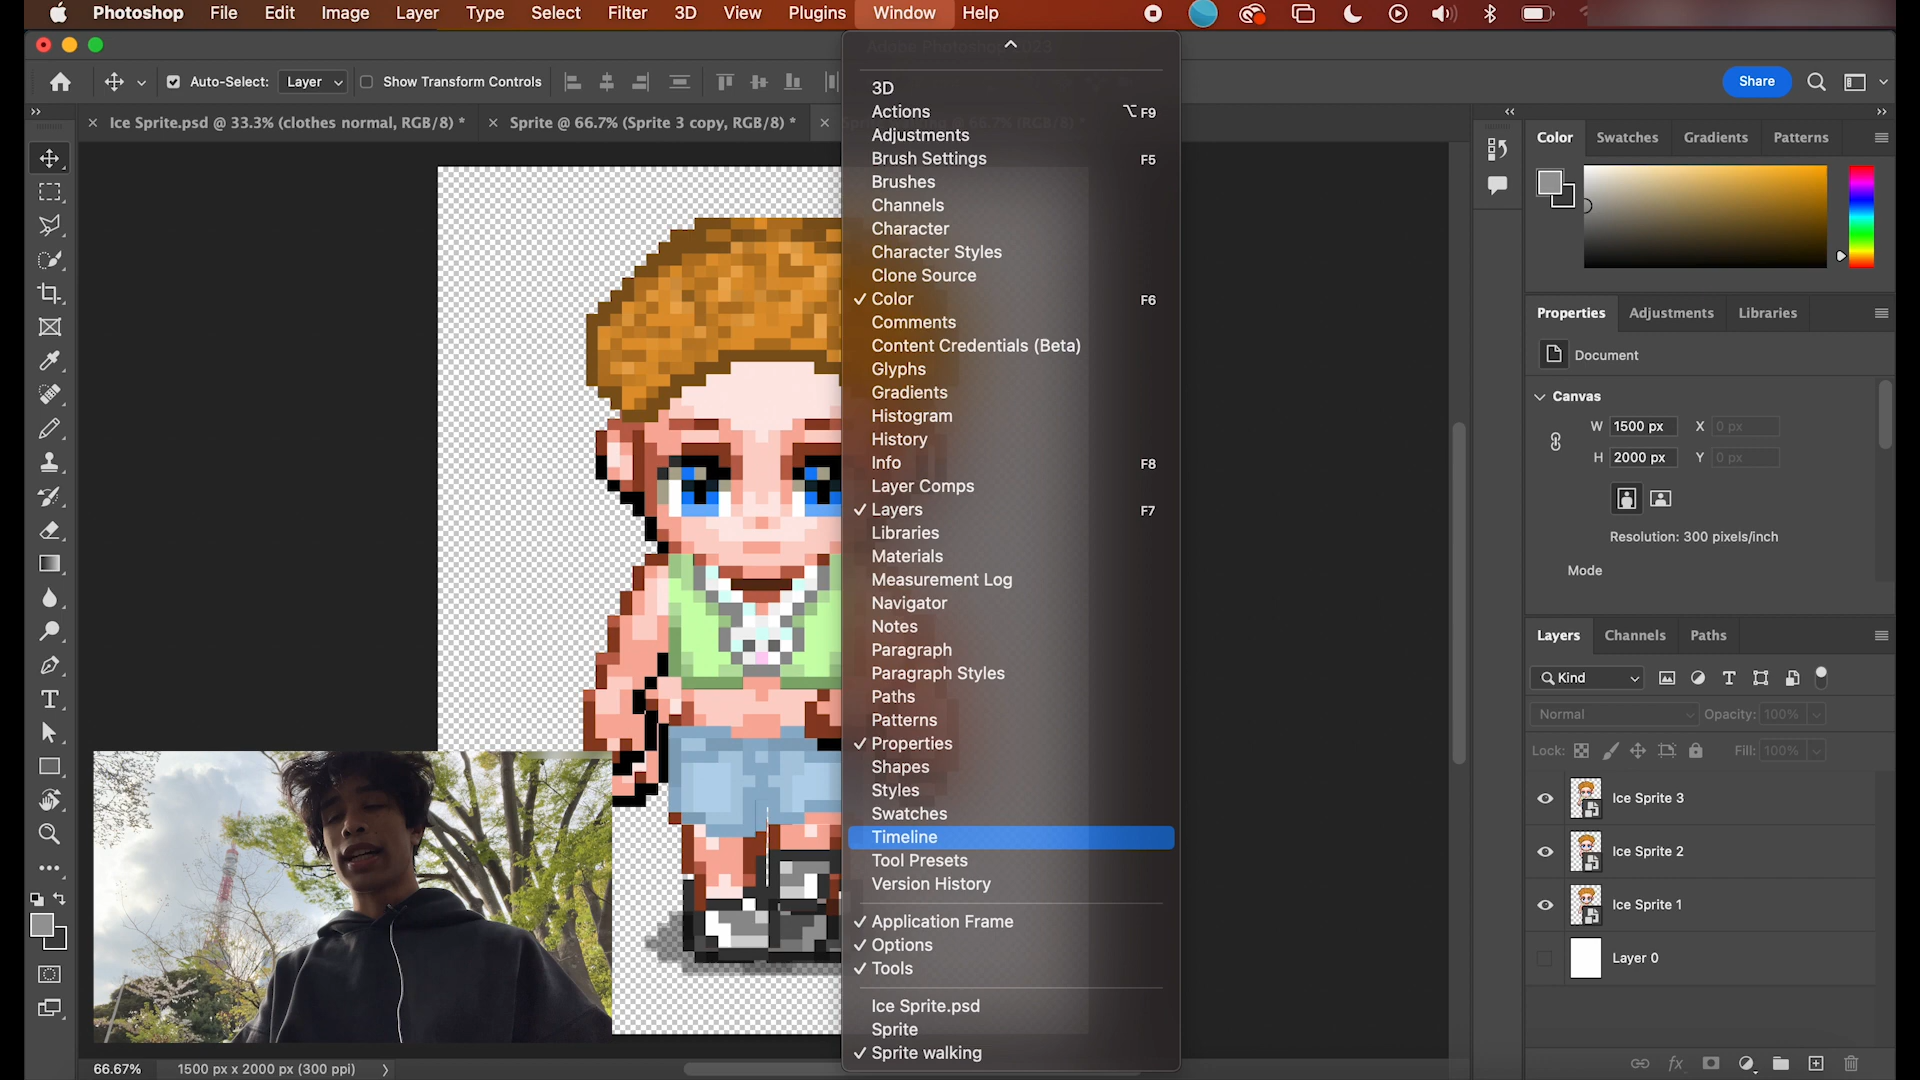 Photoshop File Edit Image Layer Type Select Filter 3D View Plugins Window Help
Auto-Select: Layer Show Transform Controls Share
Ice Sprite.psd @ 33.3% (clothes normal, RGB/8) *
Sprite @ 66.7% (Sprite 3 copy, RGB/8) *
3D
Actions ⌥F9
Adjustments
Brush Settings F5
Brushes
Channels
Character
Character Styles
Clone Source
✓ Color F6
Comments
Content Credentials (Beta)
Glyphs
Gradients
Histogram
History
Info F8
Layer Comps
✓ Layers F7
Libraries
Materials
Measurement Log
Navigator
Notes
Paragraph
Paragraph Styles
Paths
Patterns
✓ Properties
Shapes
Styles
Swatches
Timeline
Tool Presets
Version History
✓ Application Frame
✓ Options
✓ Tools
Ice Sprite.psd
Sprite
✓ Sprite walking
Color Swatches Gradients Patterns
Properties Adjustments Libraries
Document
Canvas
W 1500 px X 0 px
H 2000 px Y 0 px
Resolution: 300 pixels/inch
Mode
Layers Channels Paths
Kind
Normal Opacity: 100%
Lock: Fill: 100%
Ice Sprite 3
Ice Sprite 2
Ice Sprite 1
Layer 0
66.67% 1500 px x 2000 px (300 ppi)